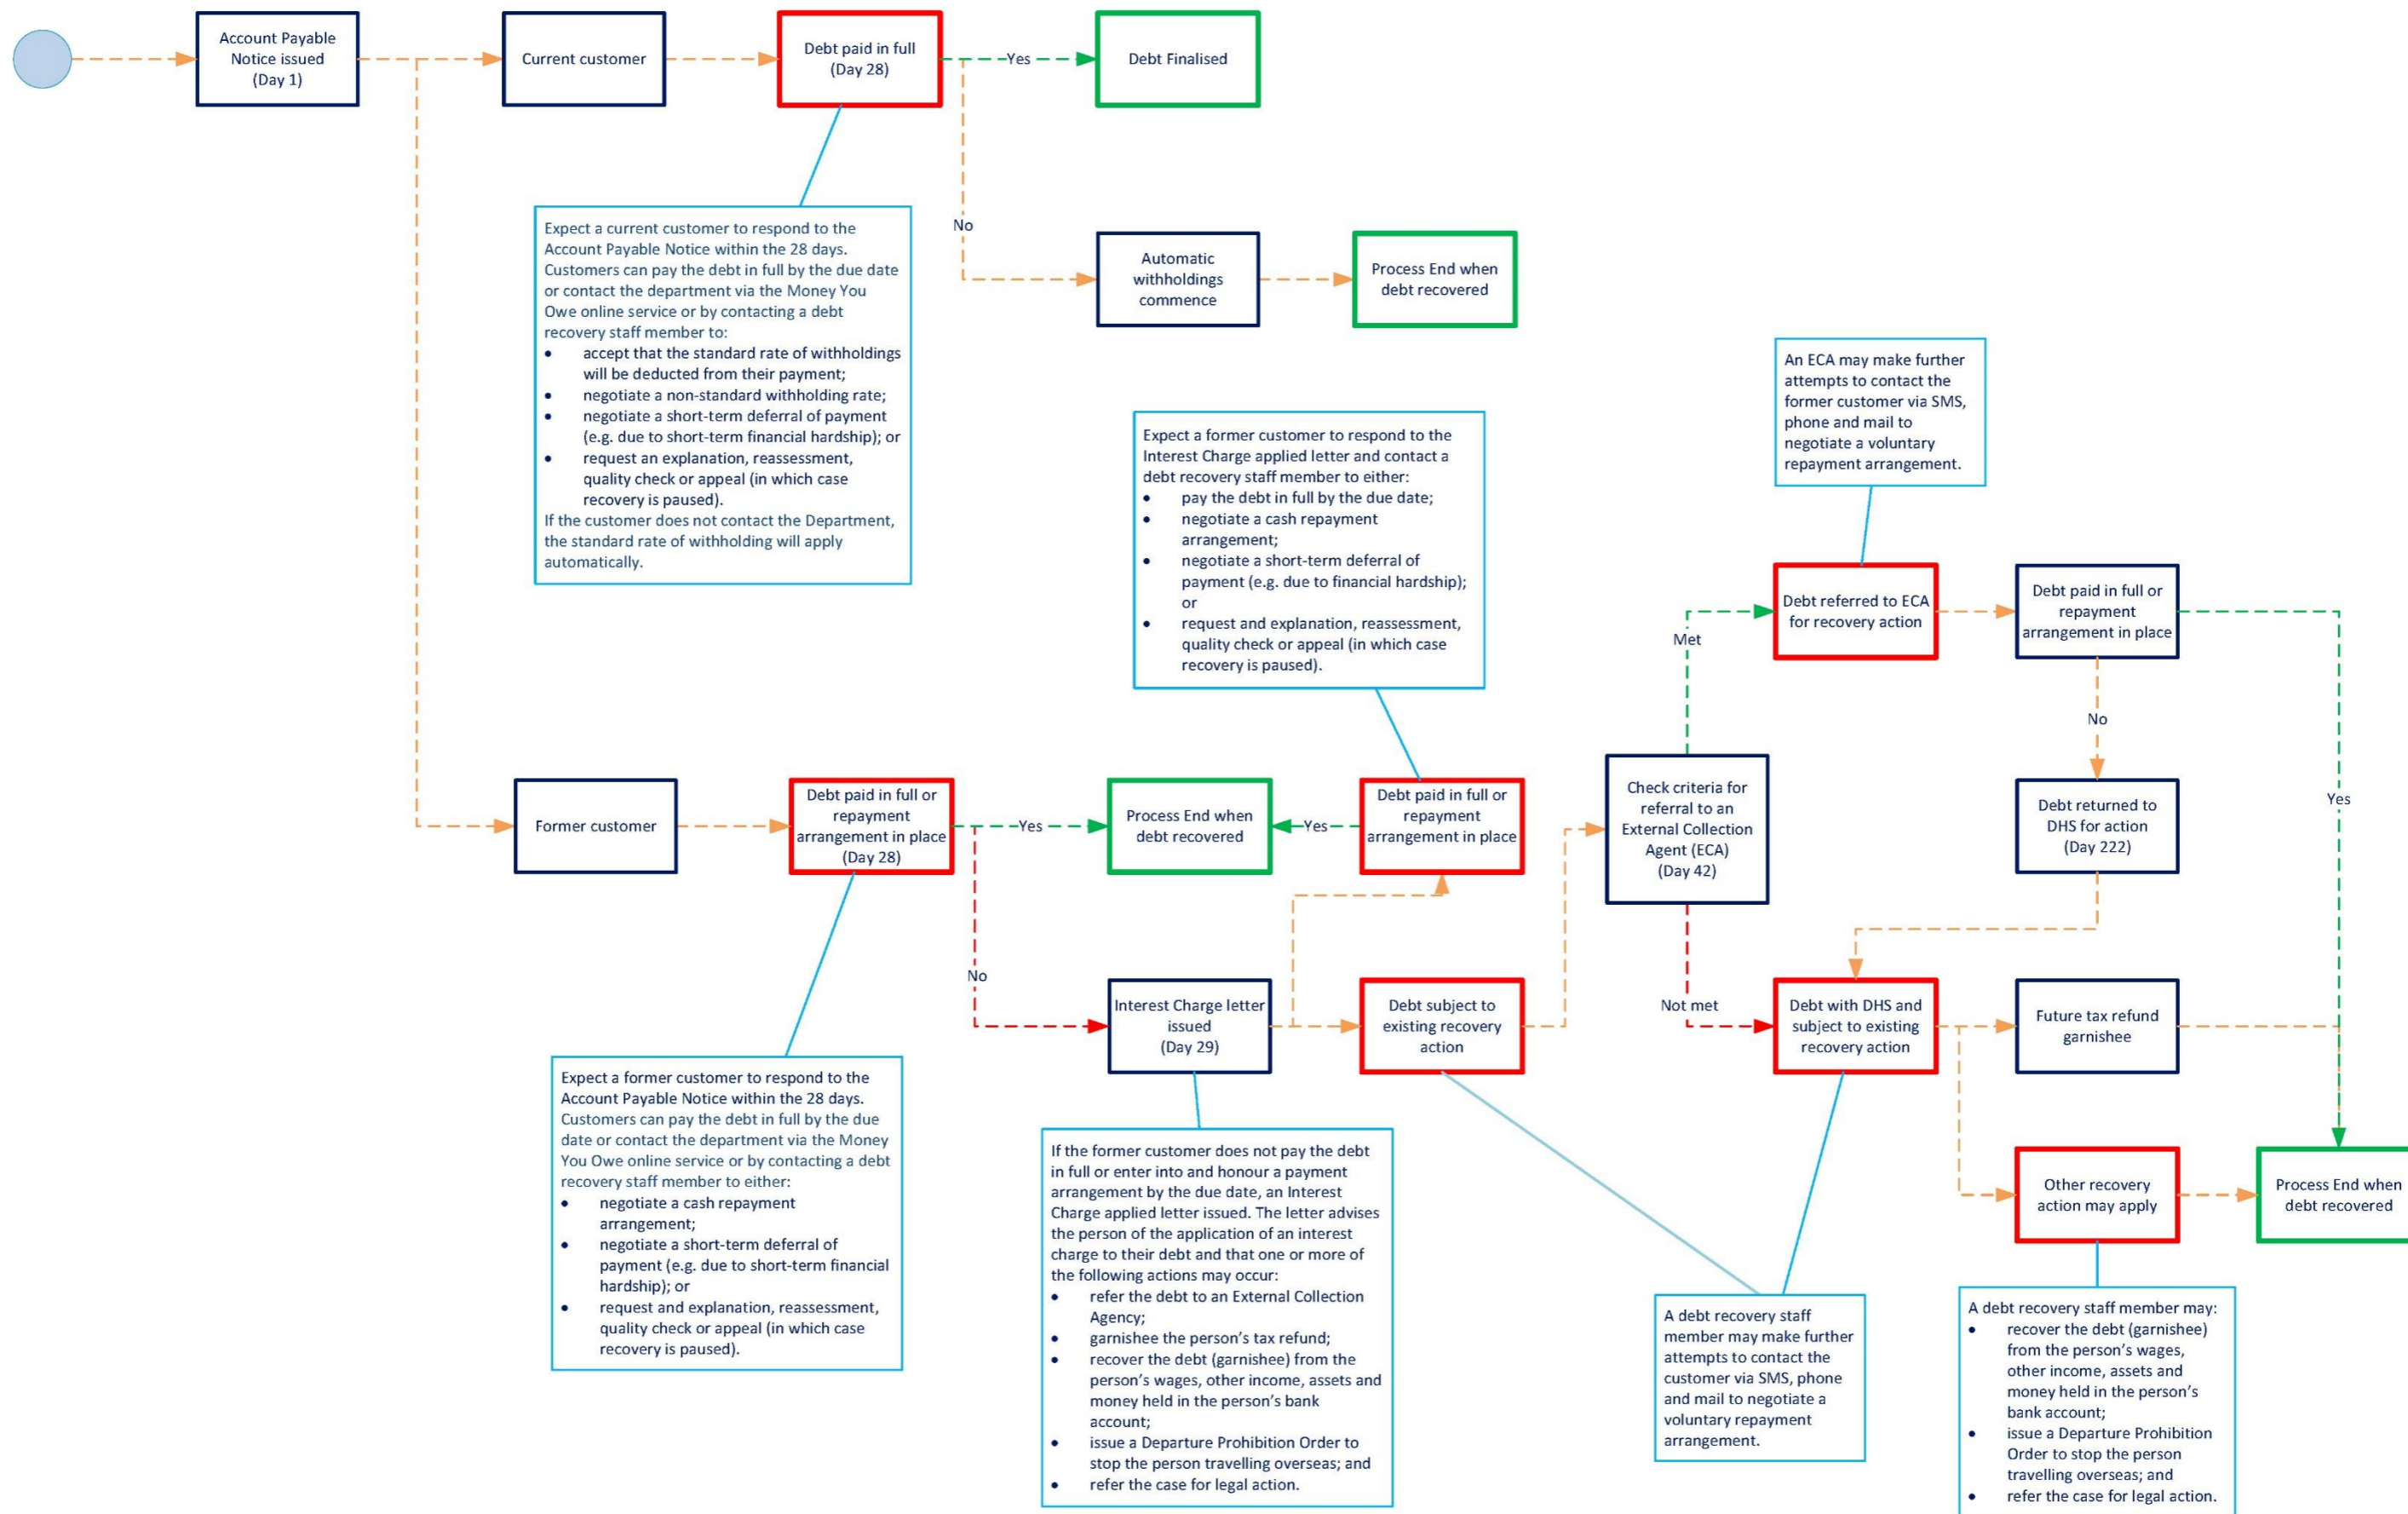 Account Payable
Notice issued
(Day 1)
Current customer
Debt paid in full
(Day 28)
Yes
Debt Finalised
No
Automatic
withholdings
commence
Process End when
debt recovered
Expect a current customer to respond to the
Account Payable Notice within the 28 days.
Customers can pay the debt in full by the due date
or contact the department via the Money You
Owe online service or by contacting a debt
recovery staff member to:
• accept that the standard rate of withholdings
will be deducted from their payment;
• negotiate a non-standard withholding rate;
• negotiate a short-term deferral of payment
(e.g. due to short-term financial hardship); or
• request an explanation, reassessment,
quality check or appeal (in which case
recovery is paused).
If the customer does not contact the Department,
the standard rate of withholding will apply
automatically.
Expect a former customer to respond to the
Interest Charge applied letter and contact a
debt recovery staff member to either:
• pay the debt in full by the due date;
• negotiate a cash repayment
arrangement;
• negotiate a short-term deferral of
payment (e.g. due to financial hardship);
or
• request and explanation, reassessment,
quality check or appeal (in which case
recovery is paused).
An ECA may make further
attempts to contact the
former customer via SMS,
phone and mail to
negotiate a voluntary
repayment arrangement.
Met
Debt referred to ECA
for recovery action
Debt paid in full or
repayment
arrangement in place
No
Yes
Former customer
Debt paid in full or
repayment
arrangement in place
(Day 28)
Yes
Process End when
debt recovered
Yes
Debt paid in full or
repayment
arrangement in place
Check criteria for
referral to an
External Collection
Agent (ECA)
(Day 42)
Debt returned to
DHS for action
(Day 222)
No
Interest Charge letter
issued
(Day 29)
Debt subject to
existing recovery
action
Not met
Debt with DHS and
subject to existing
recovery action
Future tax refund
garnishee
Other recovery
action may apply
Process End when
debt recovered
Expect a former customer to respond to the
Account Payable Notice within the 28 days.
Customers can pay the debt in full by the due
date or contact the department via the Money
You Owe online service or by contacting a debt
recovery staff member to either:
• negotiate a cash repayment
arrangement;
• negotiate a short-term deferral of
payment (e.g. due to short-term financial
hardship); or
• request and explanation, reassessment,
quality check or appeal (in which case
recovery is paused).
If the former customer does not pay the debt
in full or enter into and honour a payment
arrangement by the due date, an Interest
Charge applied letter issued. The letter advises
the person of the application of an interest
charge to their debt and that one or more of
the following actions may occur:
• refer the debt to an External Collection
Agency;
• garnishee the person's tax refund;
• recover the debt (garnishee) from the
person's wages, other income, assets and
money held in the person's bank
account;
• issue a Departure Prohibition Order to
stop the person travelling overseas; and
• refer the case for legal action.
A debt recovery staff
member may make further
attempts to contact the
customer via SMS, phone
and mail to negotiate a
voluntary repayment
arrangement.
A debt recovery staff member may:
• recover the debt (garnishee)
from the person's wages,
other income, assets and
money held in the person's
bank account;
• issue a Departure Prohibition
Order to stop the person
travelling overseas; and
• refer the case for legal action.